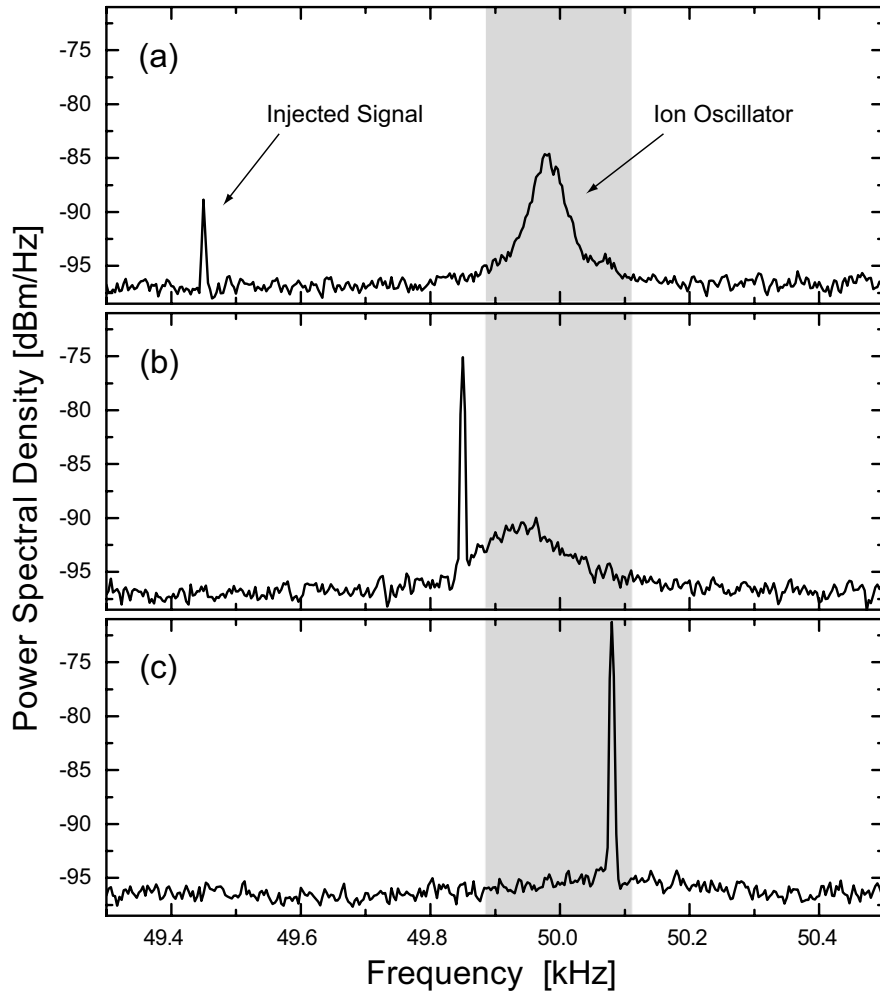 (a)
Injected Signal
Ion Oscillator
-75
-80
-85
-90
-95
(b)
-75
-80
-85
-90
-95
(c)
-75
-80
-85
-90
-95
Power Spectral Density [dBm/Hz]
49.4 49.6 49.8 50.0 50.2 50.4
Frequency [kHz]